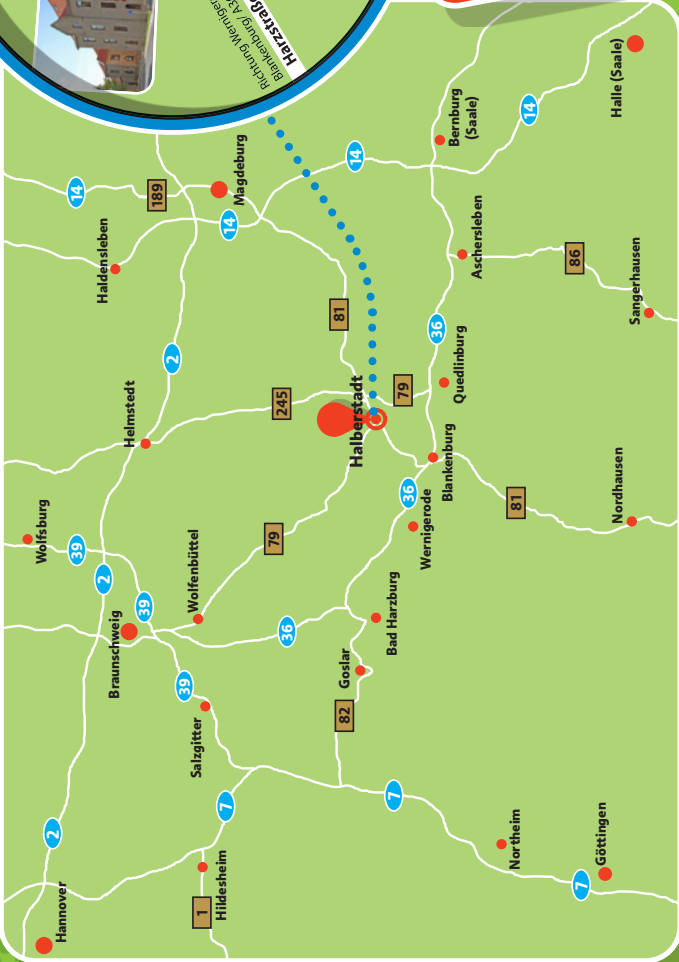 Richtung Wernigero
Blankenburg/ A36
Harzstraß
Hannover
2
Wolfsburg
39
14
2
Braunschweig
Helmstedt
Haldensleben
39
189
2
39
Salzgitter
Wolfenbüttel
1
Hildesheim
7
14
Magdeburg
79
36
245
82
Goslar
81
Halberstadt
14
7
Bad Harzburg
36
79
Wernigerode
Blankenburg
36
Quedlinburg
Aschersleben
Bernburg
(Saale)
Northeim
81
14
7
Göttingen
86
Nordhausen
Sangerhausen
Halle (Saale)